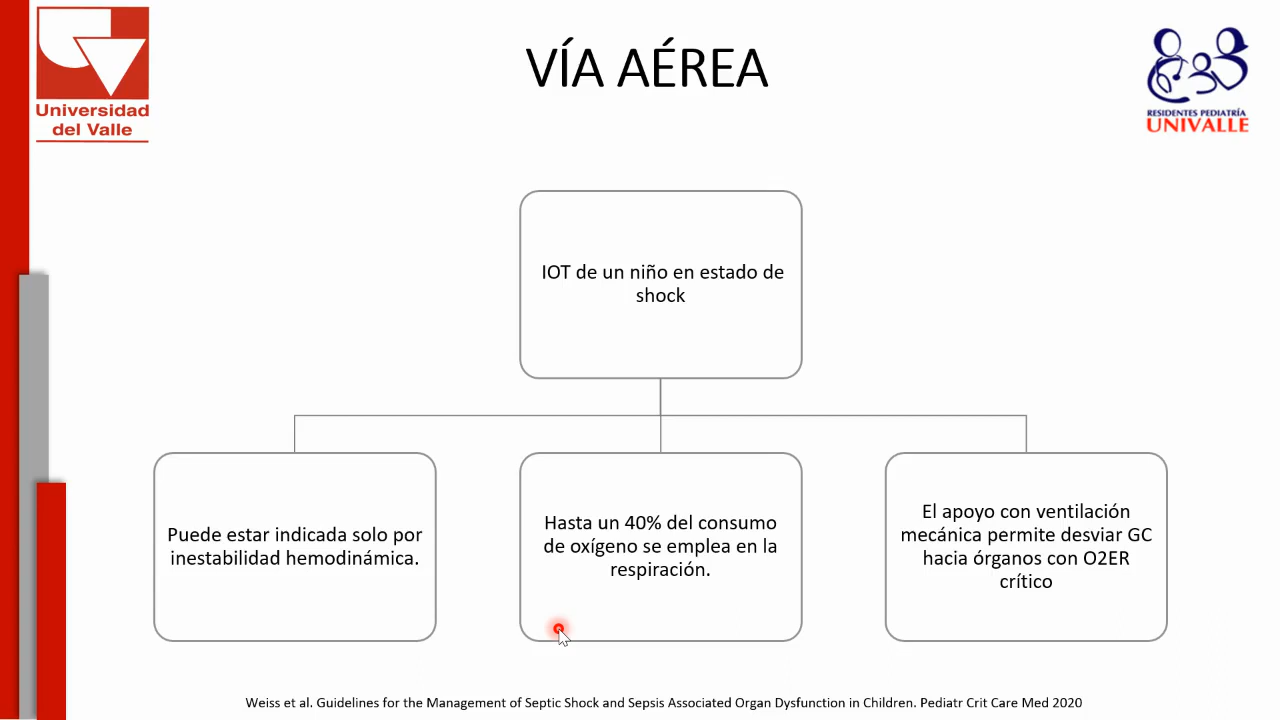 Universidad
del Valle
VÍA AÉREA
RESIDENTES PEDIATRÍA
UNIVALLE
IOT de un niño en estado de
shock
Puede estar indicada solo por
inestabilidad hemodinámica.
Hasta un 40% del consumo
de oxígeno se emplea en la
respiración.
El apoyo con ventilación
mecánica permite desviar GC
hacia órganos con O2ER
crítico
Weiss et al. Guidelines for the Management of Septic Shock and Sepsis Associated Organ Dysfunction in Children. Pediatr Crit Care Med 2020